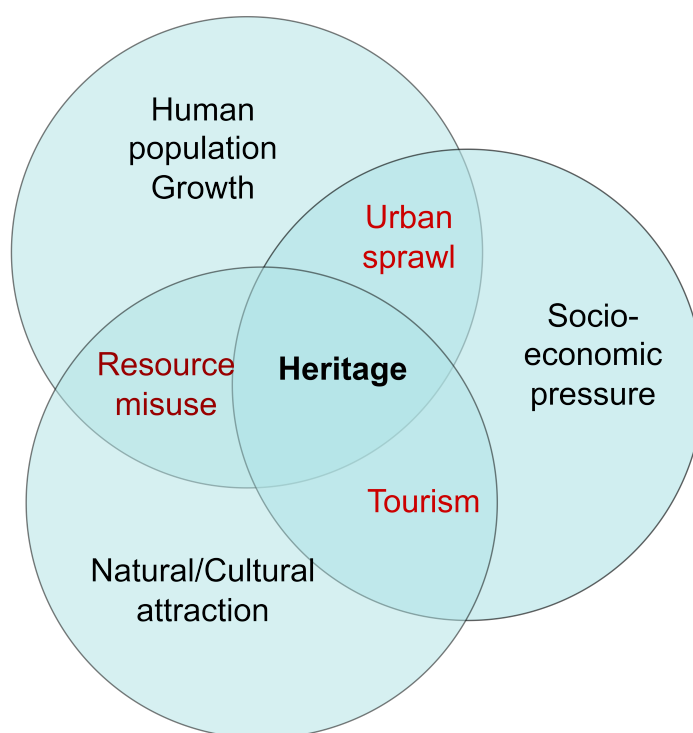 Human
population
Growth
Urban
sprawl
Socio-
economic
pressure
Resource
misuse
Heritage
Tourism
Natural/Cultural
attraction